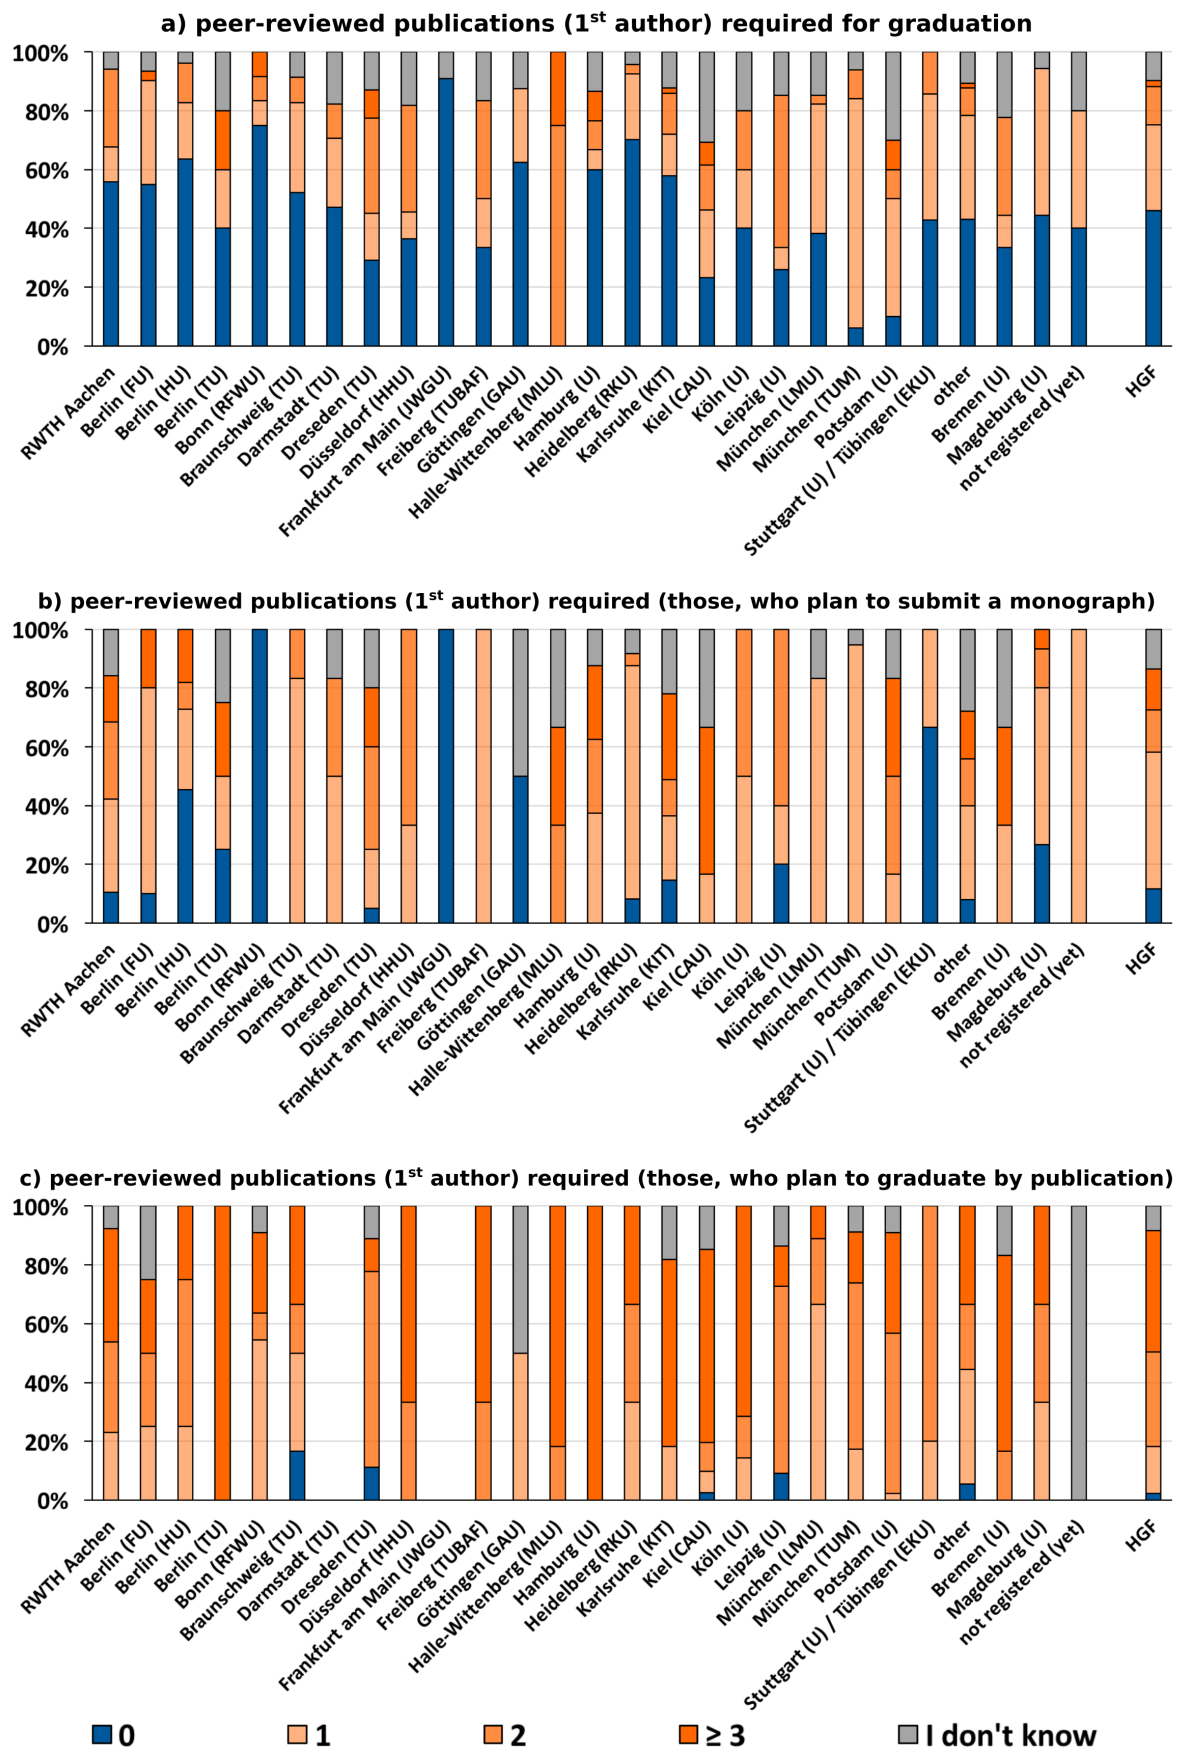 a) peer-reviewed publications (1st author) required for graduation
100%
80%
60%
40%
20%
0%
RWTH Aachen
Berlin (FU)
Berlin (HU)
Berlin (TU)
Bonn (RFWU)
Braunschweig (TU)
Darmstadt (TU)
Dreseden (TU)
Düsseldorf (HHU)
Frankfurt am Main (JWGU)
Freiberg (TUBAF)
Göttingen (GAU)
Halle-Wittenberg (MLU)
Hamburg (U)
Heidelberg (RKU)
Karlsruhe (KIT)
Kiel (CAU)
Köln (U)
Leipzig (U)
München (LMU)
München (TUM)
Potsdam (U)
Stuttgart (U) / Tübingen (EKU)
other
Bremen (U)
Magdeburg (U)
not registered (yet)
HGF
b) peer-reviewed publications (1st author) required (those, who plan to submit a monograph)
100%
80%
60%
40%
20%
0%
RWTH Aachen
Berlin (FU)
Berlin (HU)
Berlin (TU)
Bonn (RFWU)
Braunschweig (TU)
Darmstadt (TU)
Dreseden (TU)
Düsseldorf (HHU)
Frankfurt am Main (JWGU)
Freiberg (TUBAF)
Göttingen (GAU)
Halle-Wittenberg (MLU)
Hamburg (U)
Heidelberg (RKU)
Karlsruhe (KIT)
Kiel (CAU)
Köln (U)
Leipzig (U)
München (LMU)
München (TUM)
Potsdam (U)
Stuttgart (U) / Tübingen (EKU)
other
Bremen (U)
Magdeburg (U)
not registered (yet)
HGF
c) peer-reviewed publications (1st author) required (those, who plan to graduate by publication)
100%
80%
60%
40%
20%
0%
RWTH Aachen
Berlin (FU)
Berlin (HU)
Berlin (TU)
Bonn (RFWU)
Braunschweig (TU)
Darmstadt (TU)
Dreseden (TU)
Düsseldorf (HHU)
Frankfurt am Main (JWGU)
Freiberg (TUBAF)
Göttingen (GAU)
Halle-Wittenberg (MLU)
Hamburg (U)
Heidelberg (RKU)
Karlsruhe (KIT)
Kiel (CAU)
Köln (U)
Leipzig (U)
München (LMU)
München (TUM)
Potsdam (U)
Stuttgart (U) / Tübingen (EKU)
other
Bremen (U)
Magdeburg (U)
not registered (yet)
HGF
0 1 2 ≥ 3 I don't know